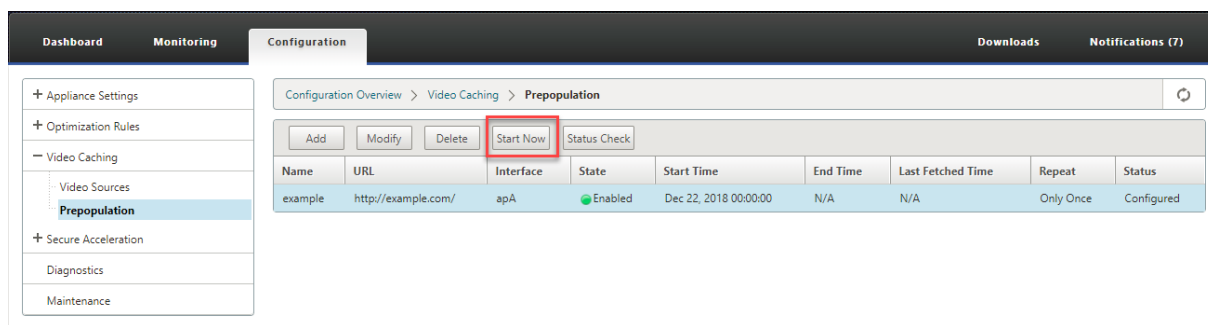 Dashboard Monitoring Configuration Downloads Notifications (7)
+ Appliance Settings
+ Optimization Rules
− Video Caching
Video Sources
Prepopulation
+ Secure Acceleration
Diagnostics
Maintenance
Configuration Overview > Video Caching > Prepopulation
Add Modify Delete Start Now Status Check
Name URL Interface State Start Time End Time Last Fetched Time Repeat Status
example http://example.com/ apA Enabled Dec 22, 2018 00:00:00 N/A N/A Only Once Configured